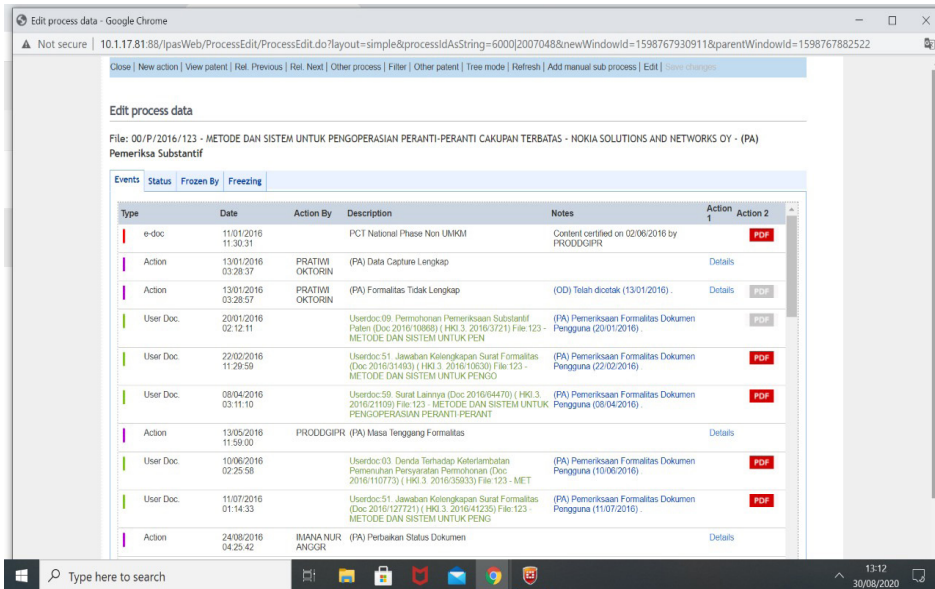 Edit process data - Google Chrome
Not secure | 10.1.17.81:88/IpasWeb/ProcessEdit/ProcessEdit.do?layout=simple&processIdAsString=6000|2007048&newWindowId=1598767930911&parentWindowId=1598767882522
Close | New action | View patent | Rel. Previous | Rel. Next | Other process | Filter | Other patent | Tree mode | Refresh | Add manual sub process | Edit | Save changes
Edit process data
File: 00/P/2016/123 - METODE DAN SISTEM UNTUK PENGOPERASIAN PERANTI-PERANTI CAKUPAN TERBATAS - NOKIA SOLUTIONS AND NETWORKS OY - (PA)
Pemeriksa Substantif
Events Status Frozen By Freezing
Type Date Action By Description Notes Action 1 Action 2
e-doc 11/01/2016 PCT National Phase Non UMKM Content certified on 02/06/2016 by PDF
11.30.31 PRODDGIPR
Action 13/01/2016 PRATIWI (PA) Data Capture Lengkap Details
03:28:37 OKTORIN
Action 13/01/2016 PRATIWI (PA) Formalitas Tidak Lengkap (OD) Telah dicetak (13/01/2016) . Details PDF
03:28:57 OKTORIN
User Doc. 20/01/2016 Userdoc:09. Permohonan Pemeriksaan Substantif (PA) Pemeriksaan Formalitas Dokumen PDF
02:12:11 Paten (Doc 2016/10868) ( HKI.3. 2016/3721) File:123 - Pengguna (20/01/2016) .
METODE DAN SISTEM UNTUK PEN
User Doc. 22/02/2016 Userdoc:51. Jawaban Kelengkapan Surat Formalitas (PA) Pemeriksaan Formalitas Dokumen PDF
11:29:59 (Doc 2016/31493) ( HKI.3. 2016/10630) File:123 - Pengguna (22/02/2016) .
METODE DAN SISTEM UNTUK PENGO
User Doc. 08/04/2016 Userdoc:59. Surat Lainnya (Doc 2016/64470) ( HKI.3. (PA) Pemeriksaan Formalitas Dokumen PDF
03:11:10 2016/21109) File:123 - METODE DAN SISTEM UNTUK Pengguna (08/04/2016) .
PENGOPERASIAN PERANTI-PERANT
Action 13/05/2016 PRODDGIPR (PA) Masa Tenggang Formalitas Details
11:59:00
User Doc. 10/06/2016 Userdoc:03. Denda Terhadap Keterlambatan (PA) Pemeriksaan Formalitas Dokumen PDF
02:25:58 Pemenuhan Persyaratan Permohonan (Doc Pengguna (10/06/2016) .
2016/110773) ( HKI.3. 2016/35933) File:123 - MET
User Doc. 11/07/2016 Userdoc:51. Jawaban Kelengkapan Surat Formalitas (PA) Pemeriksaan Formalitas Dokumen PDF
01:14:33 (Doc 2016/127721) ( HKI.3. 2016/41235) File:123 - Pengguna (11/07/2016) .
METODE DAN SISTEM UNTUK PENG
Action 24/08/2016 IMANA NUR (PA) Perbaikan Status Dokumen Details
04:25:42 ANGGR
Type here to search
13:12
30/08/2020